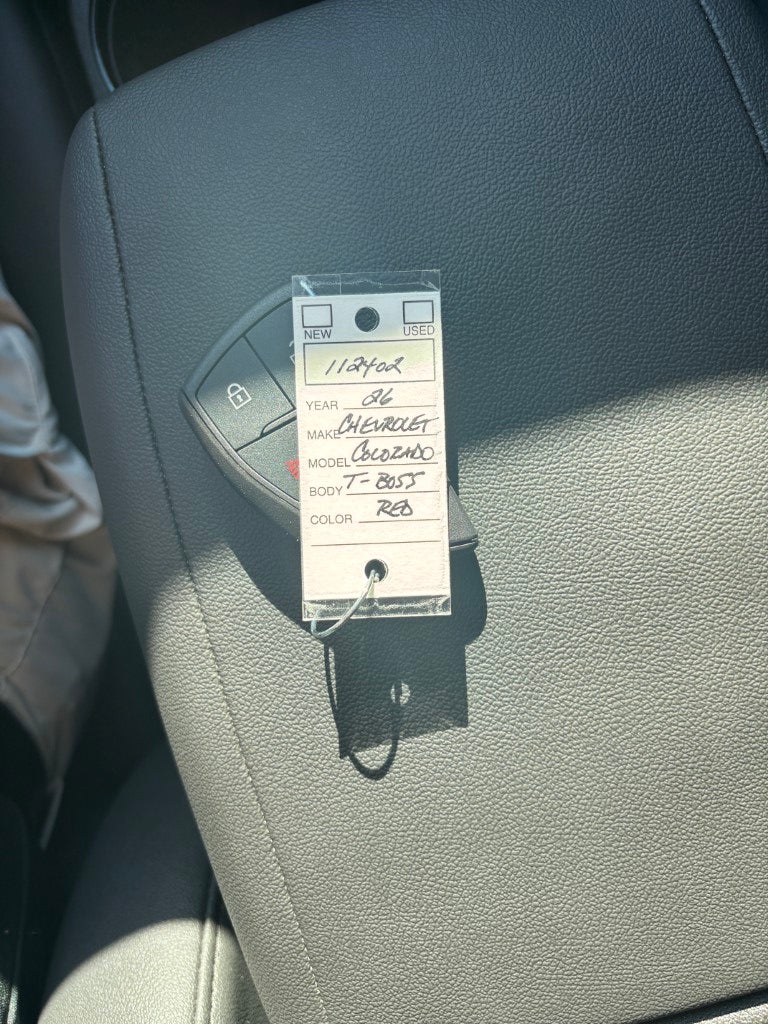 NEW USED
112402
YEAR 26
MAKE CHEVROLET
MODEL COLORADO
BODY T-BOSS
COLOR RED